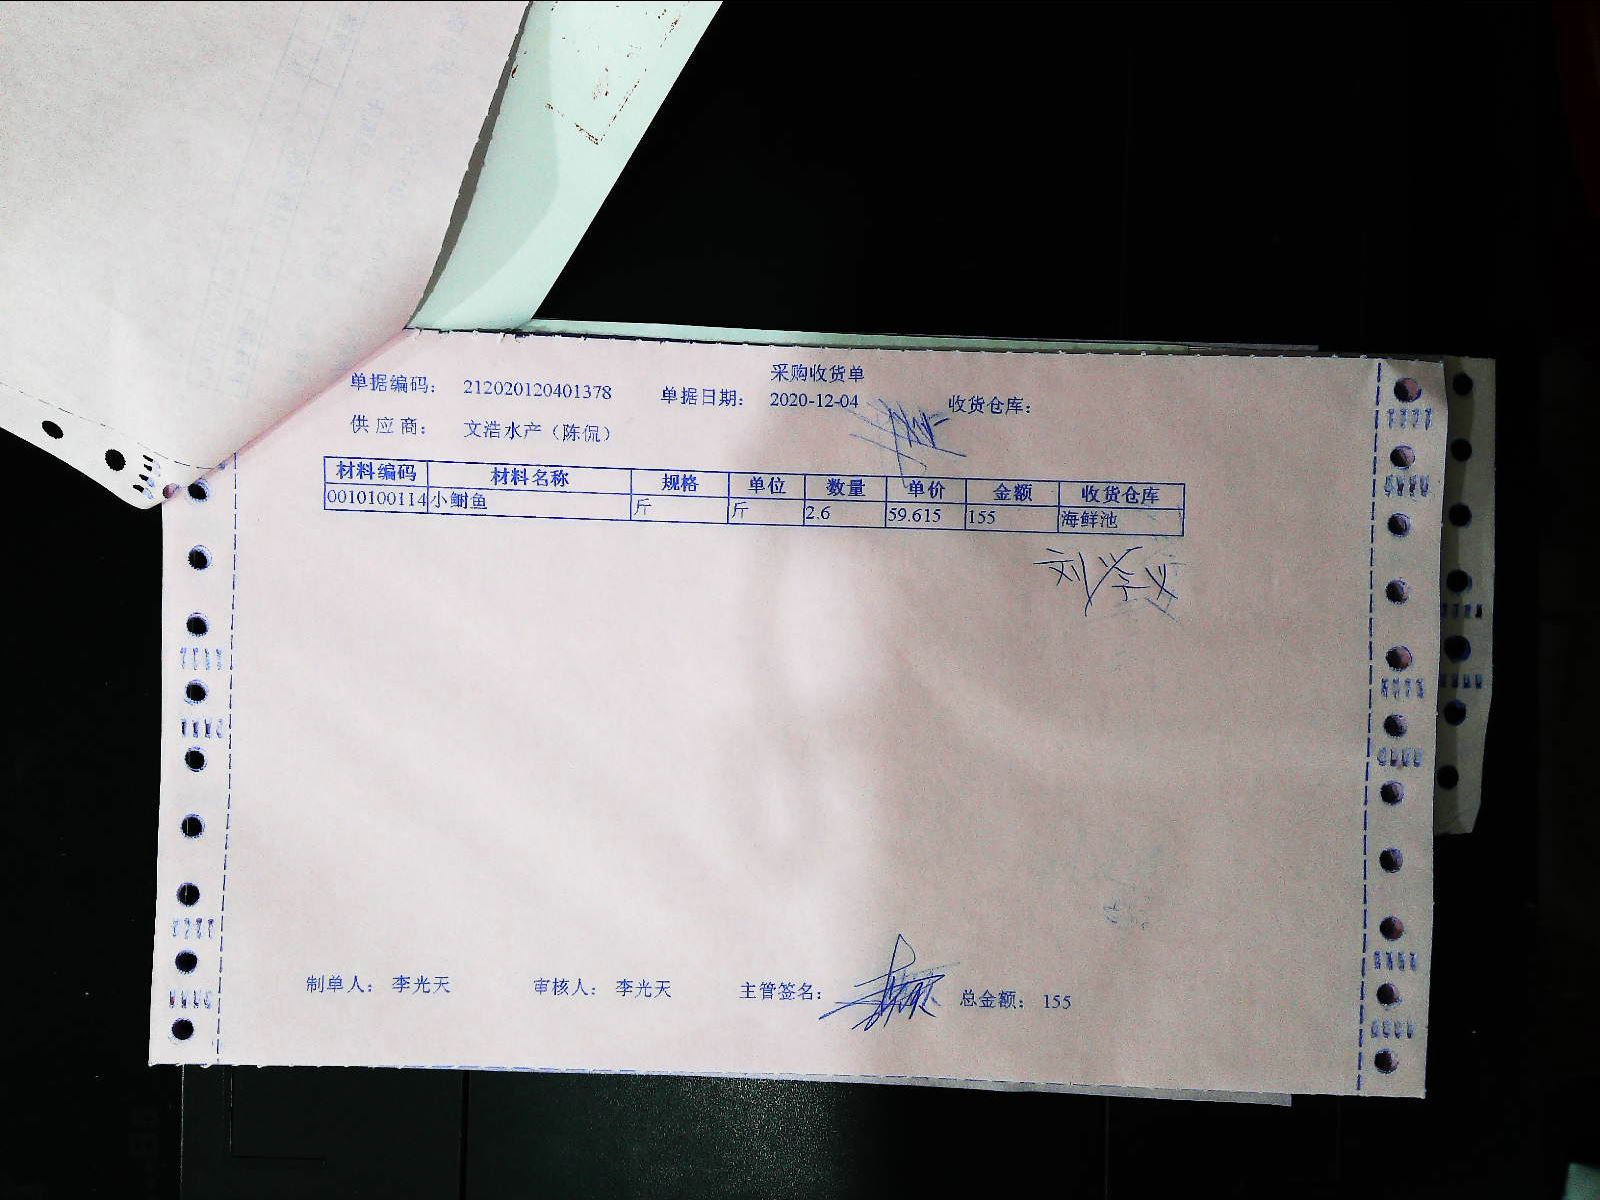 采购收货单
单据编码： 212020120401378 单据日期： 2020-12-04 收货仓库：
供应商： 文浩水产（陈侃）
材料编码 材料名称 规格 单位 数量 单价 金额 收货仓库
0010100114 小鲥鱼 斤 斤 2.6 59.615 155 海鲜池
制单人： 李光天 审核人： 李光天 主管签名： 总金额： 155